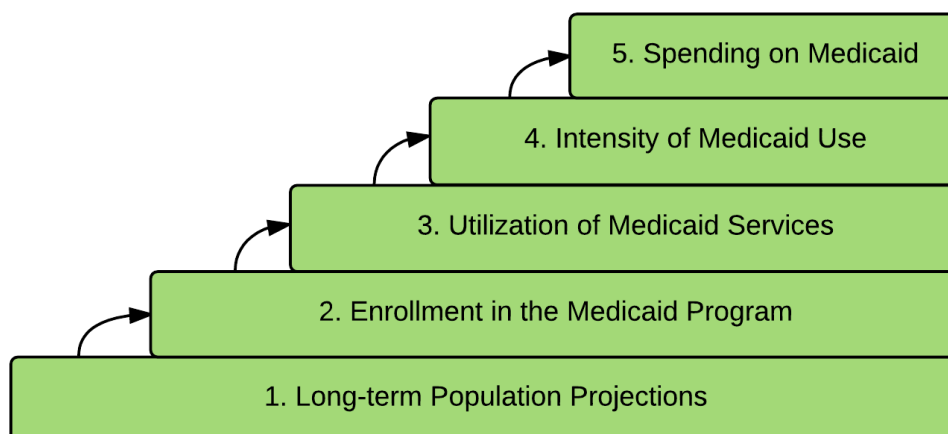 5. Spending on Medicaid
4. Intensity of Medicaid Use
3. Utilization of Medicaid Services
2. Enrollment in the Medicaid Program
1. Long-term Population Projections